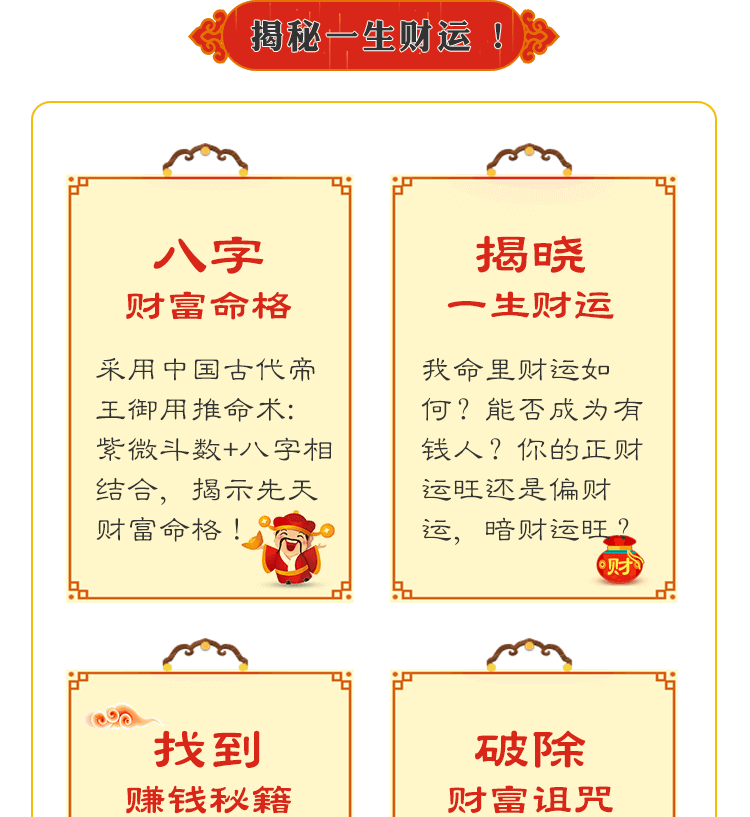 揭秘一生财运 !
八字
财富命格
采用中国古代帝
王御用推命术:
紫微斗数+八字相
结合, 揭示先天
财富命格!
揭晓
一生财运
我命里财运如
何? 能否成为有
钱人? 你的正财
运旺还是偏财
运, 暗财运旺?
财
找到
赚钱秘籍
破除
财富诅咒